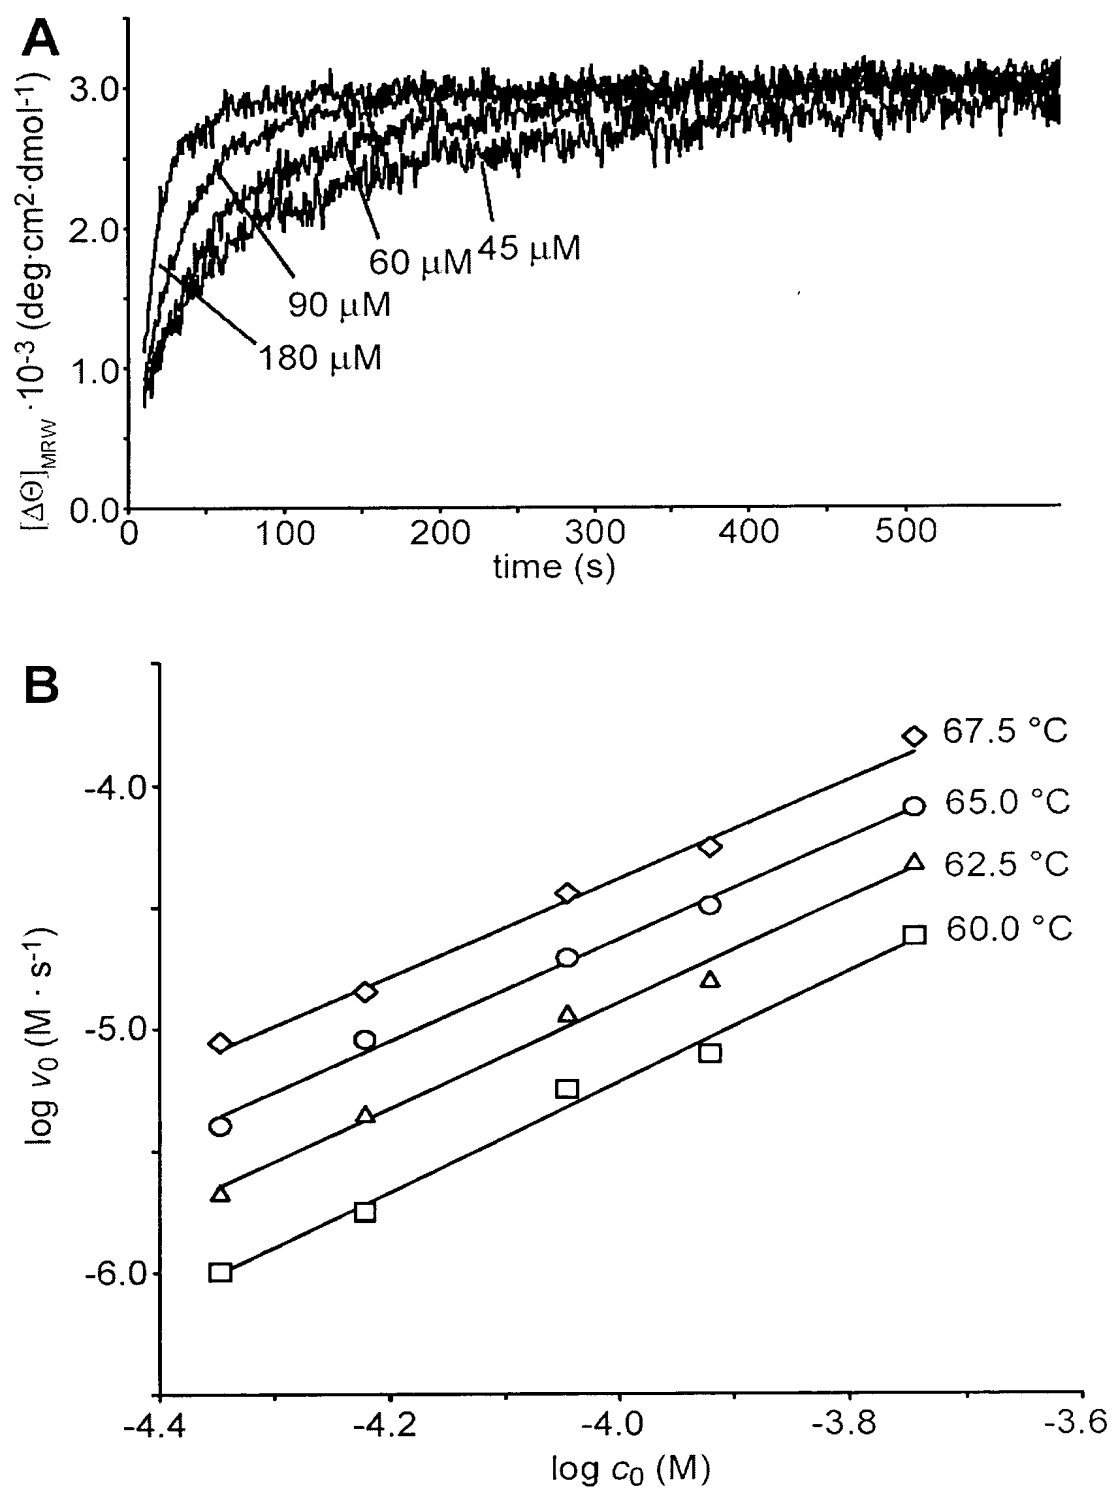 A
[ΔΘ]MRW ·10⁻³ (deg·cm²·dmol⁻¹)
3.0
2.0
1.0
0.0
60 μM
45 μM
90 μM
180 μM
0
100
200
300
400
500
time (s)
B
log v₀ (M · s⁻¹)
-4.0
-5.0
-6.0
67.5 °C
65.0 °C
62.5 °C
60.0 °C
-4.4
-4.2
-4.0
-3.8
-3.6
log c₀ (M)